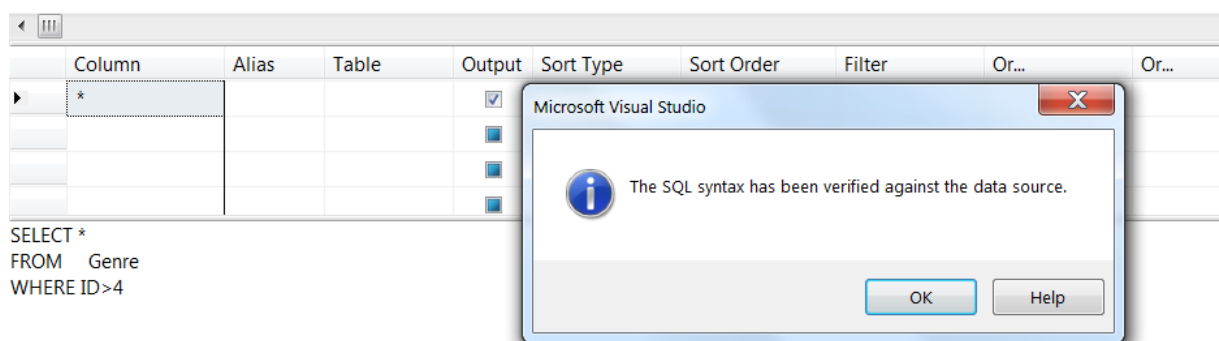 Column Alias Table Output Sort Type Sort Order Filter Or... Or...
*
Microsoft Visual Studio
The SQL syntax has been verified against the data source.
OK Help
SELECT *
FROM Genre
WHERE ID>4